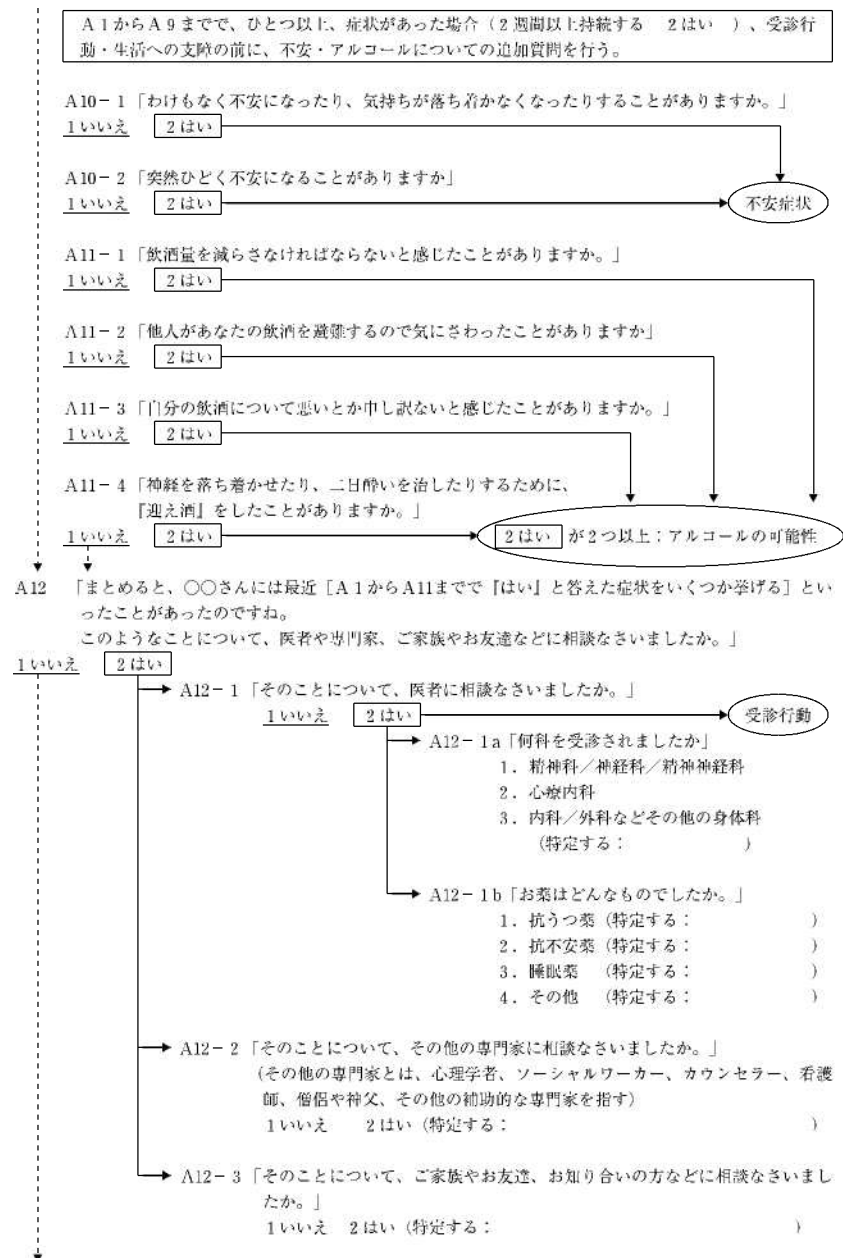 A1からA9までで、ひとつ以上、症状があった場合（2週間以上持続する　2はい　）、受診行
動・生活への支障の前に、不安・アルコールについての追加質問を行う。
A10－1「わけもなく不安になったり、気持ちが落ち着かなくなったりすることがありますか。」
1いいえ　2はい
A10－2「突然ひどく不安になることがありますか」
1いいえ　2はい
不安症状
A11－1「飲酒量を減らさなければならないと感じたことがありますか。」
1いいえ　2はい
A11－2「他人があなたの飲酒を避難するので気にさわったことがありますか」
1いいえ　2はい
A11－3「自分の飲酒について悪いとか申し訳ないと感じたことがありますか。」
1いいえ　2はい
A11－4「神経を落ち着かせたり、二日酔いを治したりするために、
『迎え酒』をしたことがありますか。」
1いいえ　2はい
2はい　が2つ以上：アルコールの可能性
A12　「まとめると、〇〇さんには最近［A1からA11までで『はい』と答えた症状をいくつか挙げる］とい
ったことがあったのですね。
このようなことについて、医者や専門家、ご家族やお友達などに相談なさいましたか。」
1いいえ　2はい
A12－1「そのことについて、医者に相談なさいましたか。」
1いいえ　2はい
受診行動
A12－1a「何科を受診されましたか」
1．精神科／神経科／精神神経科
2．心療内科
3．内科／外科などその他の身体科
（特定する：　　　　　　）
A12－1b「お薬はどんなものでしたか。」
1．抗うつ薬（特定する：　　　　　　）
2．抗不安薬（特定する：　　　　　　）
3．睡眠薬　（特定する：　　　　　　）
4．その他　（特定する：　　　　　　）
A12－2「そのことについて、その他の専門家に相談なさいましたか。」
（その他の専門家とは、心理学者、ソーシャルワーカー、カウンセラー、看護
師、僧侶や神父、その他の補助的な専門家を指す）
1いいえ　2はい（特定する：　　　　　　）
A12－3「そのことについて、ご家族やお友達、お知り合いの方などに相談なさいまし
たか。」
1いいえ　2はい（特定する：　　　　　　）